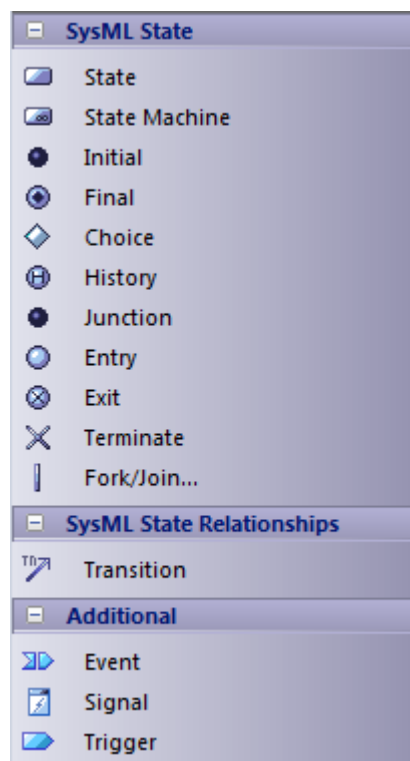 SysML State
State
State Machine
Initial
Final
Choice
History
Junction
Entry
Exit
Terminate
Fork/Join...
SysML State Relationships
Transition
Additional
Event
Signal
Trigger